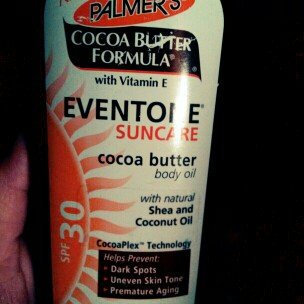 PALMER'S
COCOA BUTTER
FORMULA®
with Vitamin E
EVENTONE®
SUNCARE
cocoa butter
body oil
with natural
Shea and
Coconut Oil
SPF 30
CocoaPlex™ Technology
Helps Prevent:
• Dark Spots
• Uneven Skin Tone
• Premature Aging